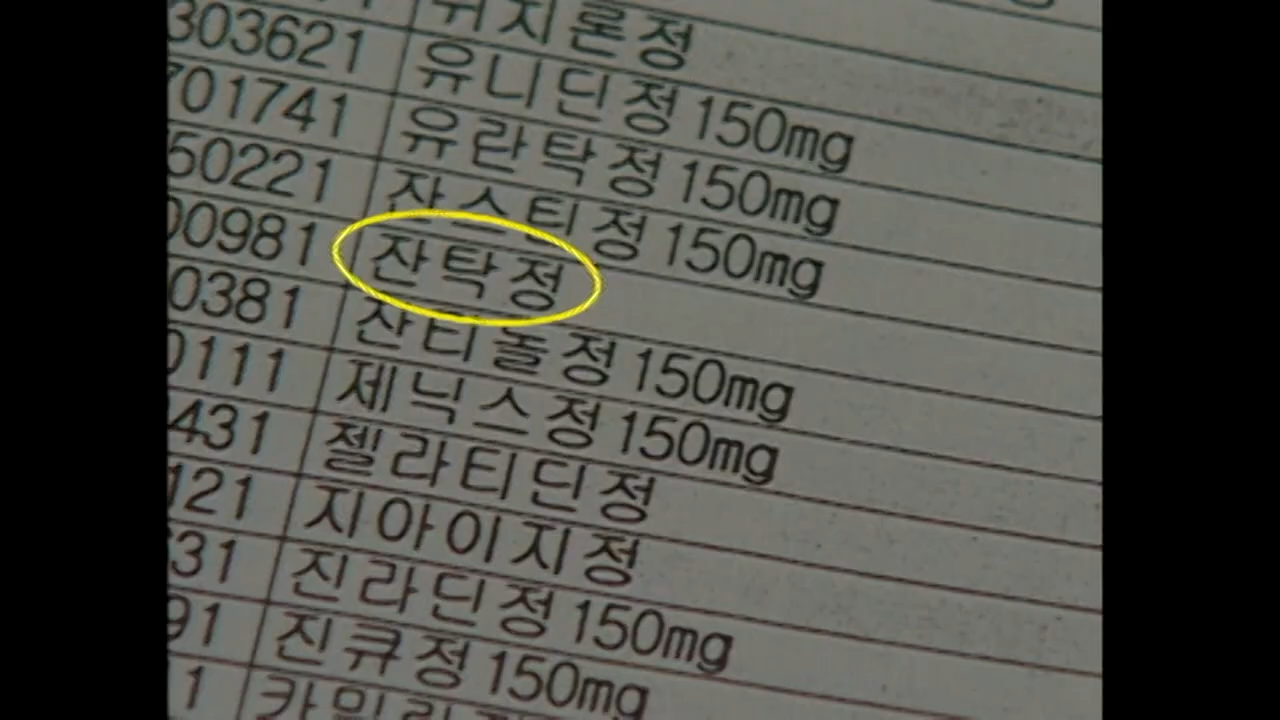 위지론정
303621 유니딘정 150mg
701741 유란탁정 150mg
50221 잔스틴정 150mg
00981 잔탁정
0381 잔티놀정 150mg
0111 제닉스정 150mg
431 젤라티딘정
121 지아이지정
31 진라딘정 150mg
91 진큐정 150mg
1